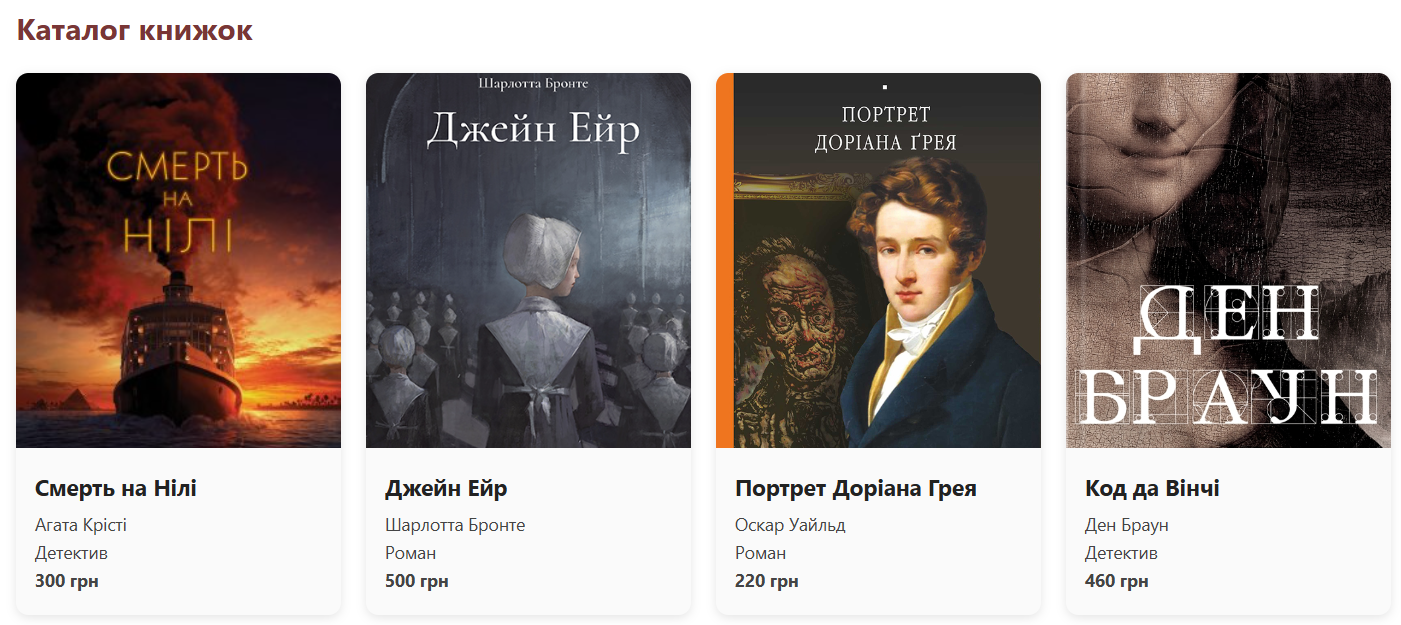 Каталог книжок
СМЕРТЬ
НА
НІЛІ
Смерть на Нілі
Агата Крісті
Детектив
300 грн
Шарлотта Бронте
Джейн Ейр
Джейн Ейр
Шарлотта Бронте
Роман
500 грн
ПОРТРЕТ
ДОРІАНА ҐРЕЯ
Портрет Доріана Грея
Оскар Уайльд
Роман
220 грн
ДЕН
БРАУН
Код да Вінчі
Ден Браун
Детектив
460 грн